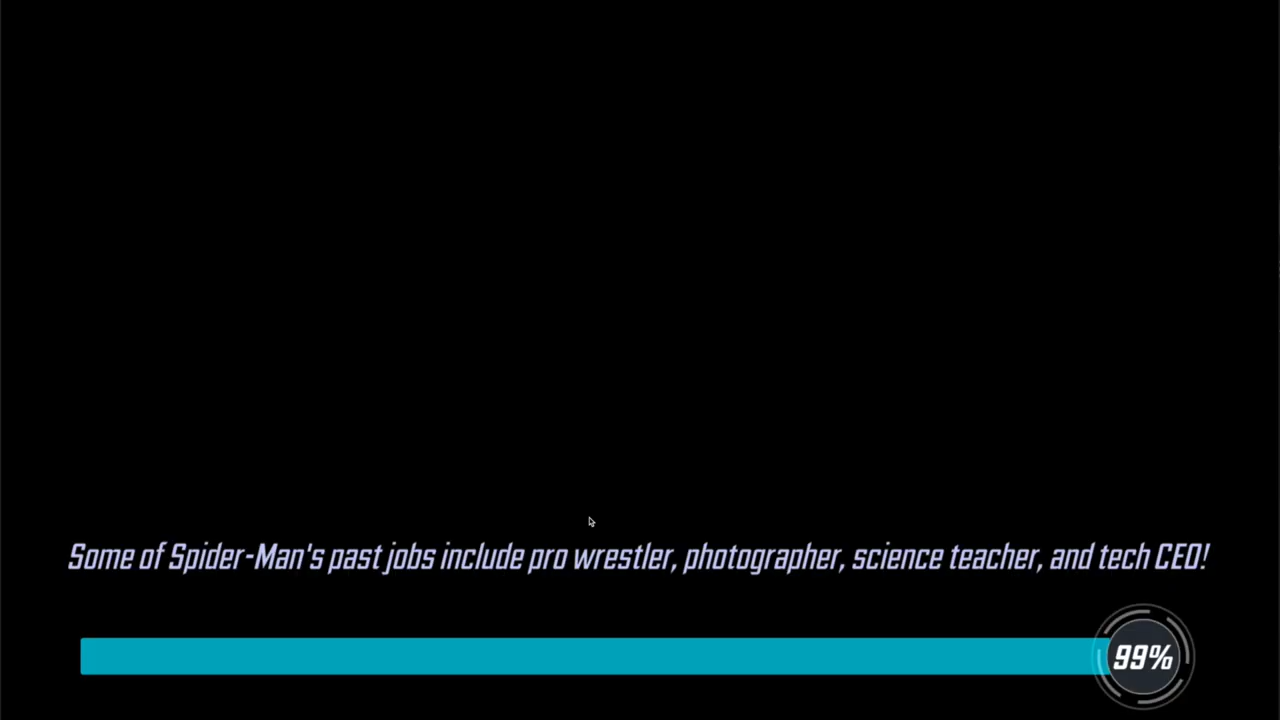 Some of Spider-Man's past jobs include pro wrestler, photographer, science teacher, and tech CEO!
99%